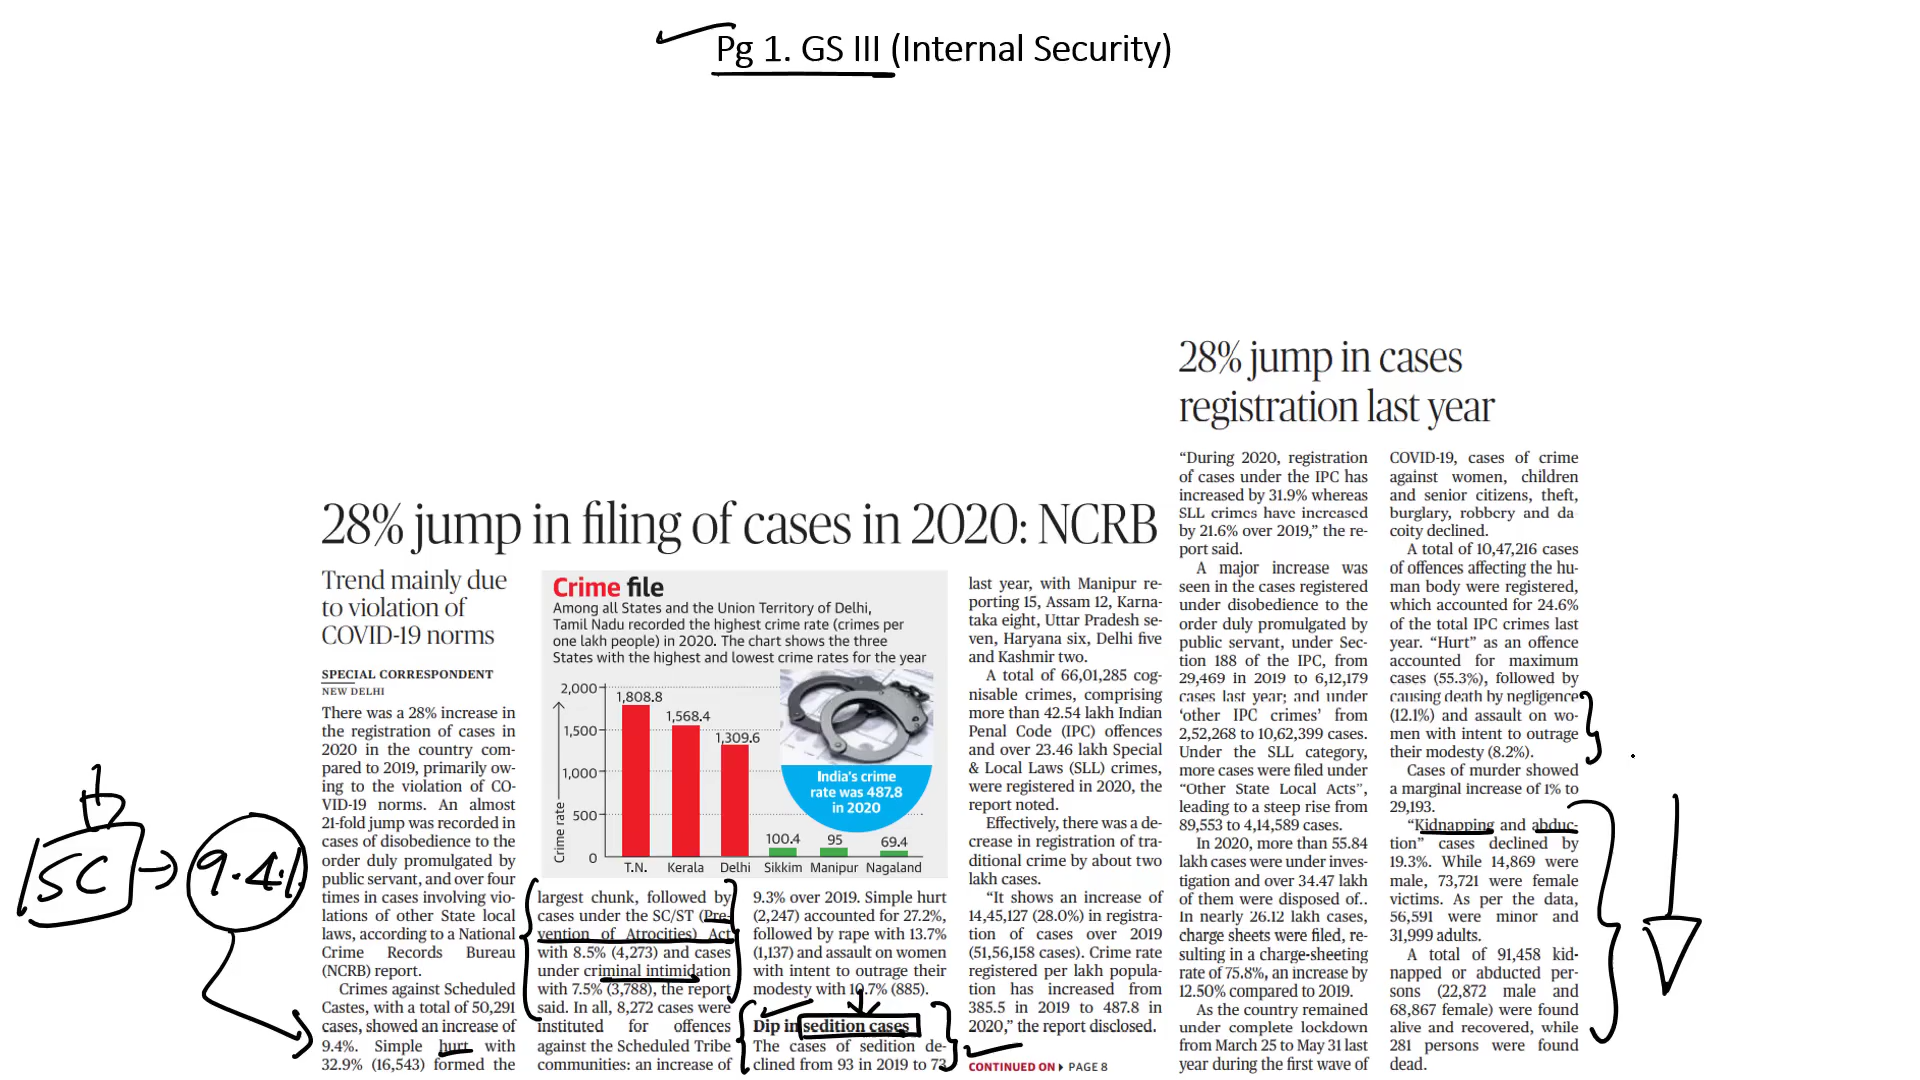 Pg 1. GS III (Internal Security)
28% jump in filing of cases in 2020: NCRB
Trend mainly due
to violation of
COVID-19 norms
SPECIAL CORRESPONDENT
NEW DELHI
There was a 28% increase in
the registration of cases in
2020 in the country com-
pared to 2019, primarily ow-
ing to the violation of CO-
VID-19 norms. An almost
21-fold jump was recorded in
cases of disobedience to the
order duly promulgated by
public servant, and over four
times in cases involving vio-
lations of other State local
laws, according to a National
Crime Records Bureau
(NCRB) report.
Crimes against Scheduled
Castes, with a total of 50,291
cases, showed an increase of
9.4%. Simple hurt with
32.9% (16,543) formed the
SC
9.4%
Crime file
Among all States and the Union Territory of Delhi,
Tamil Nadu recorded the highest crime rate (crimes per
one lakh people) in 2020. The chart shows the three
States with the highest and lowest crime rates for the year
2,000
1,500
1,000
500
0
Crime rate
1,808.8
1,568.4
1,309.6
100.4
95
69.4
T.N.
Kerala
Delhi
Sikkim
Manipur
Nagaland
India's crime
rate was 487.8
in 2020
largest chunk, followed by
cases under the SC/ST (Pre-
vention of Atrocities) Act
with 8.5% (4,273) and cases
under criminal intimidation
with 7.5% (3,788), the report
said. In all, 8,272 cases were
instituted for offences
against the Scheduled Tribe
communities: an increase of
9.3% over 2019. Simple hurt
(2,247) accounted for 27.2%,
followed by rape with 13.7%
(1,137) and assault on women
with intent to outrage their
modesty with 10.7% (885).
Dip in sedition cases
The cases of sedition de-
clined from 93 in 2019 to 73
last year, with Manipur re-
porting 15, Assam 12, Karna-
taka eight, Uttar Pradesh se-
ven, Haryana six, Delhi five
and Kashmir two.
A total of 66,01,285 cog-
nisable crimes, comprising
more than 42.54 lakh Indian
Penal Code (IPC) offences
and over 23.46 lakh Special
& Local Laws (SLL) crimes,
were registered in 2020, the
report noted.
Effectively, there was a de-
crease in registration of tra-
ditional crime by about two
lakh cases.
“It shows an increase of
14,45,127 (28.0%) in registra-
tion of cases over 2019
(51,56,158 cases). Crime rate
registered per lakh popula-
tion has increased from
385.5 in 2019 to 487.8 in
2020,” the report disclosed.
CONTINUED ON PAGE 8
28% jump in cases
registration last year
“During 2020, registration
of cases under the IPC has
increased by 31.9% whereas
SLL crimes have increased
by 21.6% over 2019,” the re-
port said.
A major increase was
seen in the cases registered
under disobedience to the
order duly promulgated by
public servant, under Sec-
tion 188 of the IPC, from
29,469 in 2019 to 6,12,179
cases last year; and under
‘other IPC crimes’ from
2,52,268 to 10,62,399 cases.
Under the SLL category,
more cases were filed under
“Other State Local Acts”,
leading to a steep rise from
89,553 to 4,14,589 cases.
In 2020, more than 55.84
lakh cases were under inves-
tigation and over 34.47 lakh
of them were disposed of..
In nearly 26.12 lakh cases,
charge sheets were filed, re-
sulting in a charge-sheeting
rate of 75.8%, an increase by
12.50% compared to 2019.
As the country remained
under complete lockdown
from March 25 to May 31 last
year during the first wave of
COVID-19, cases of crime
against women, children
and senior citizens, theft,
burglary, robbery and da-
coity declined.
A total of 10,47,216 cases
of offences affecting the hu-
man body were registered,
which accounted for 24.6%
of the total IPC crimes last
year. “Hurt” as an offence
accounted for maximum
cases (55.3%), followed by
causing death by negligence
(12.1%) and assault on wo-
men with intent to outrage
their modesty (8.2%).
Cases of murder showed
a marginal increase of 1% to
29,193.
“Kidnapping and abduc-
tion” cases declined by
19.3%. While 14,869 were
male, 73,721 were female
victims. As per the data,
56,591 were minor and
31,999 adults.
A total of 91,458 kid-
napped or abducted per-
sons (22,872 male and
68,867 female) were found
alive and recovered, while
281 persons were found
dead.